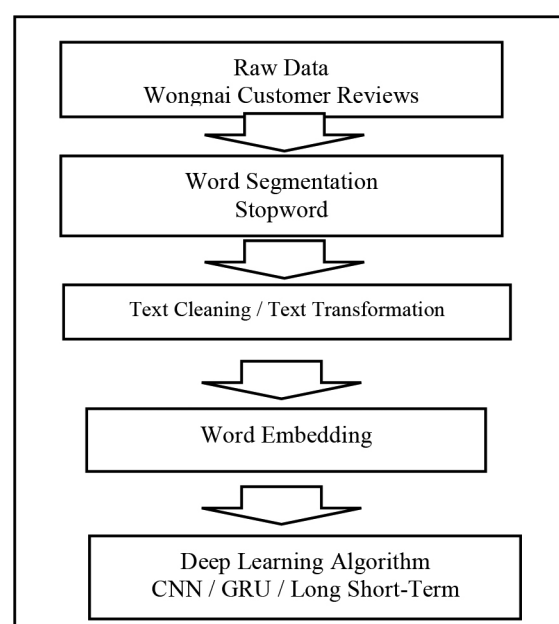 Raw Data
Wongnai Customer Reviews
Word Segmentation
Stopword
Text Cleaning / Text Transformation
Word Embedding
Deep Learning Algorithm
CNN / GRU / Long Short-Term